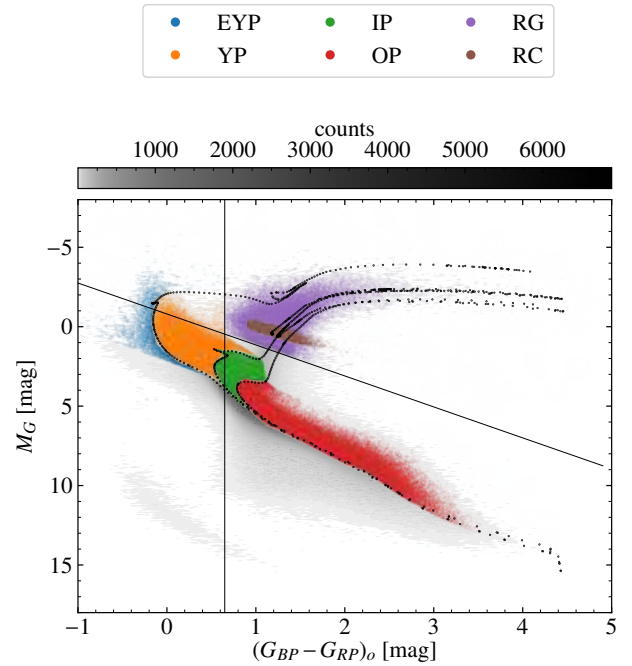 EYP IP RG
YP OP RC
counts
1000 2000 3000 4000 5000 6000
−5
0
5
10
15
M_G [mag]
−1 0 1 2 3 4 5
(G_BP − G_RP)_o [mag]